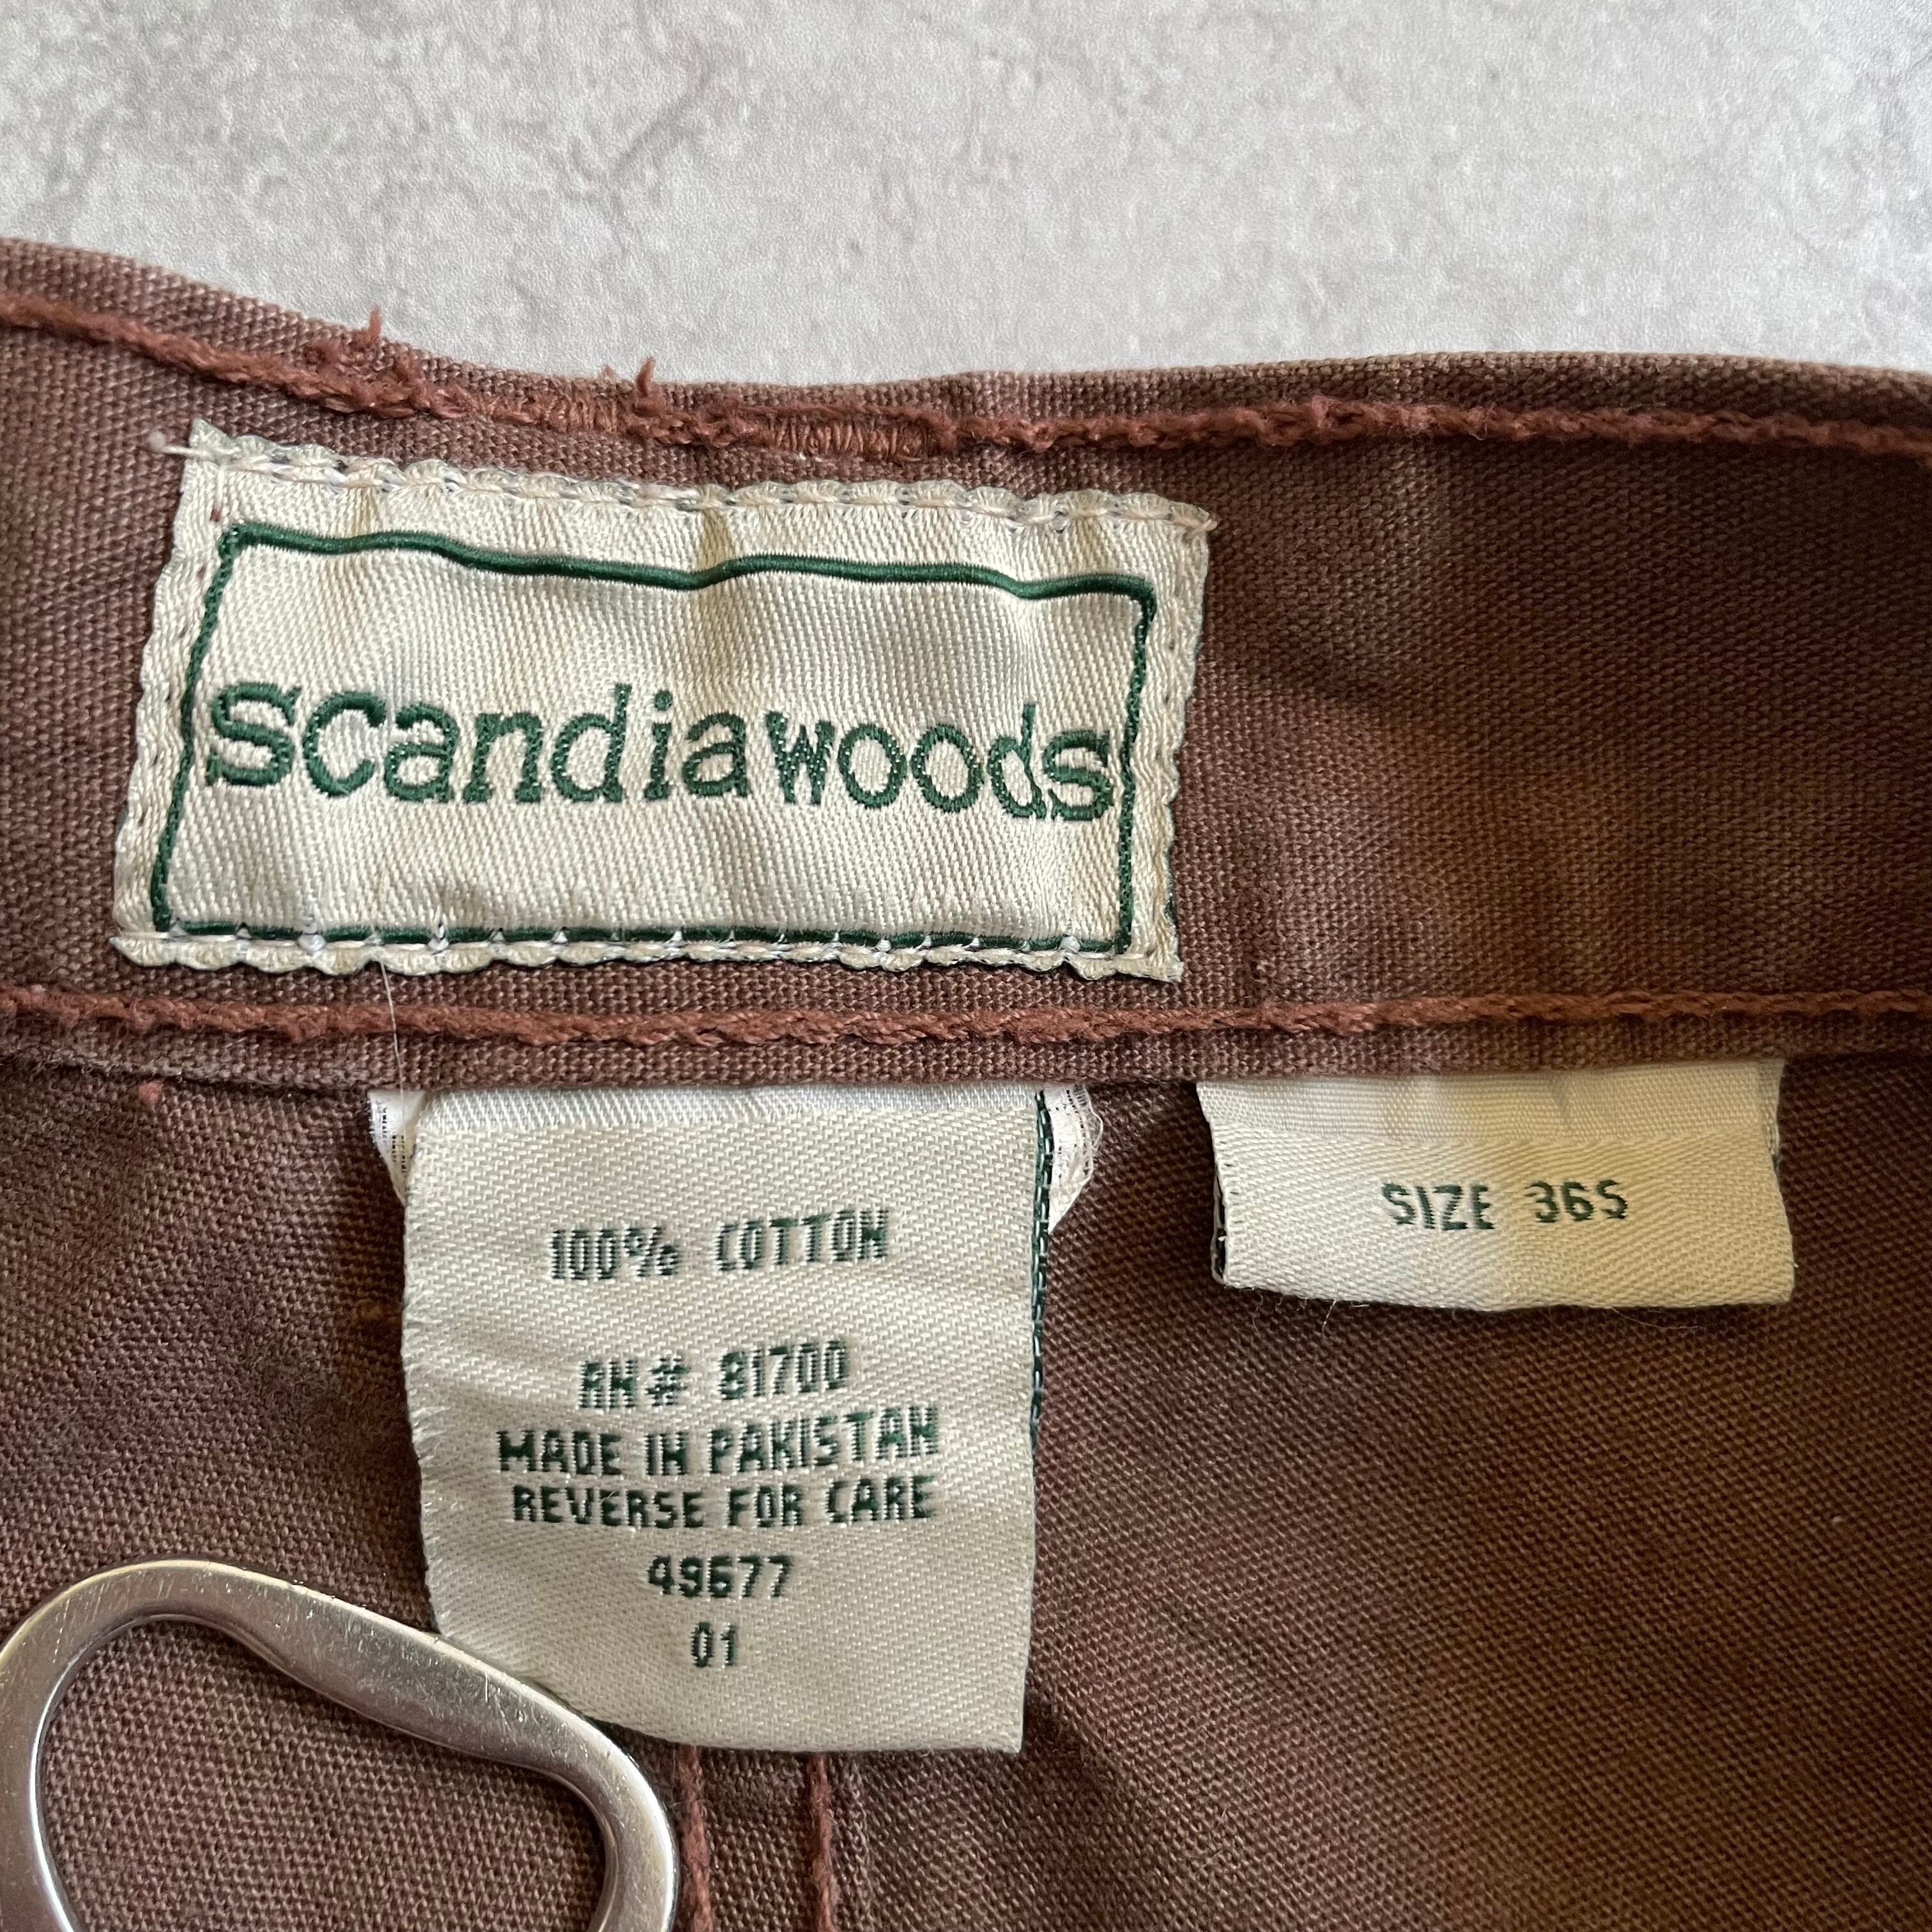 scandiawoods
100% COTTON
RN# 81700
MADE IN PAKISTAN
REVERSE FOR CARE
49677
01
SIZE 36S